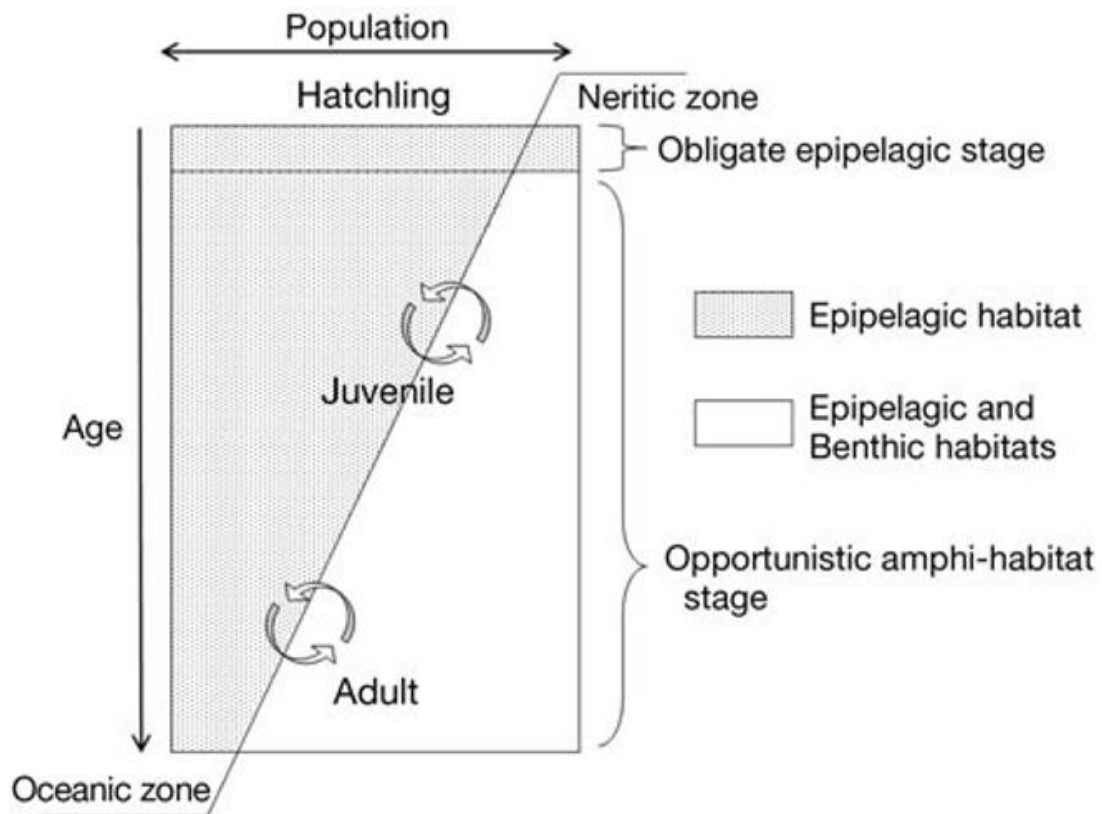 Population
Hatchling
Neritic zone
Obligate epipelagic stage
Epipelagic habitat
Juvenile
Age
Epipelagic and
Benthic habitats
Opportunistic amphi-habitat
stage
Adult
Oceanic zone